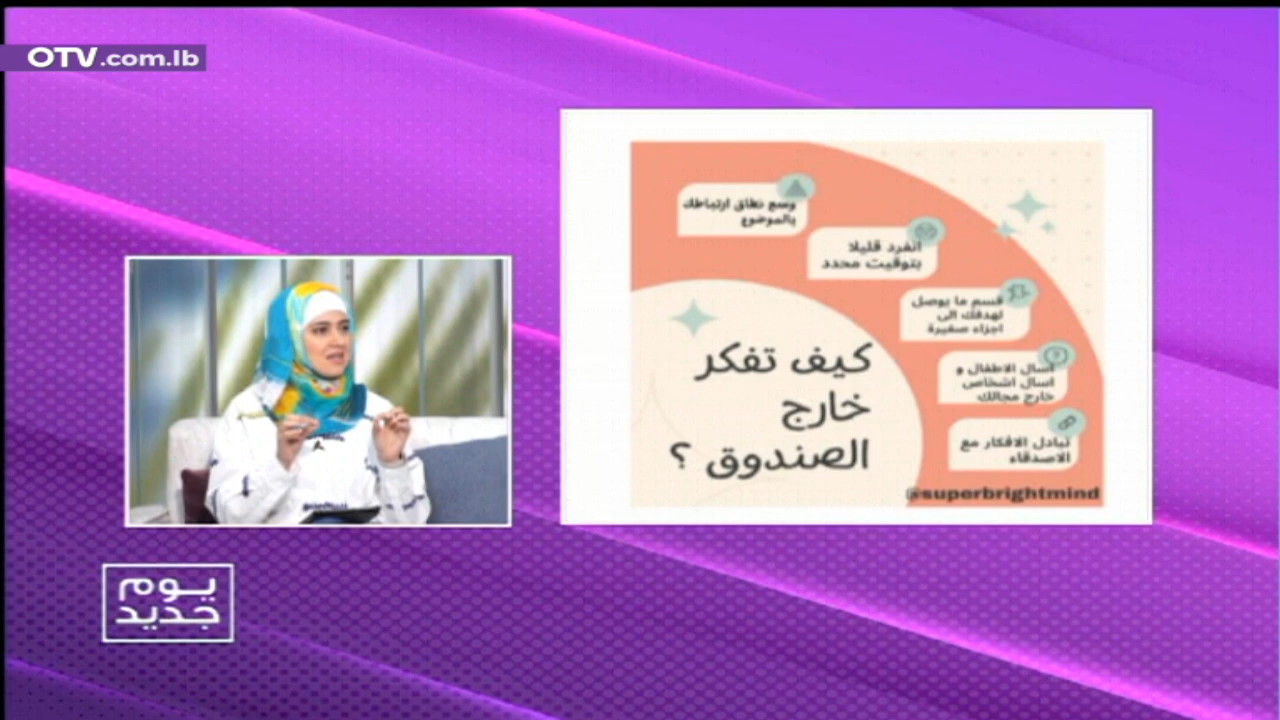 OTV.com.lb
وسع نطاق ارتباطك
بالموضوع
انفرد قليلا
بتوقيت محدد
قسم ما يوصل
لهدفك الى
اجزاء صغيرة
اسال الاطفال و
اسال اشخاص
خارج مجالك
تبادل الافكار مع
الاصدقاء
كيف تفكر
خارج
الصندوق ؟
@superbrightmind
يوم
جديد